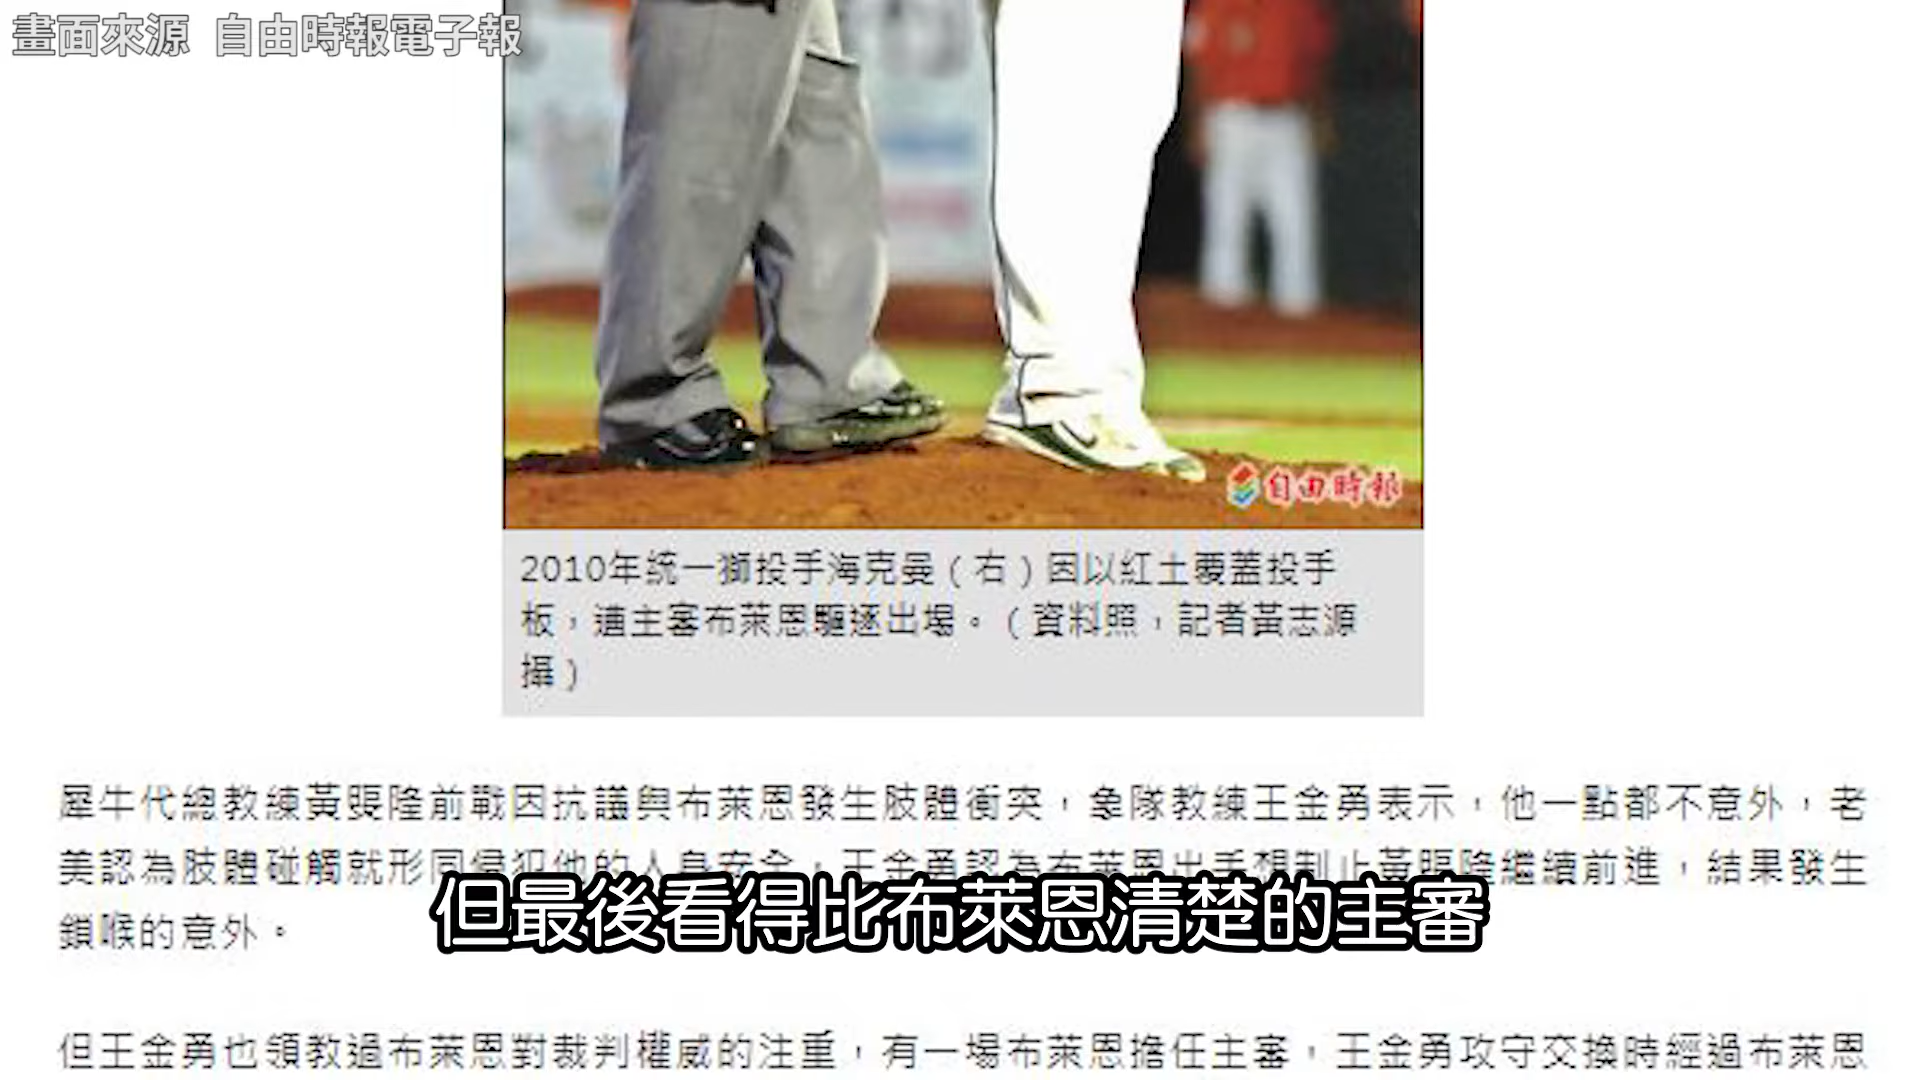 畫面來源 自由時報電子報
自由時報
2010年統一獅投手海克曼（右）因以紅土覆蓋投手
板，遭主審布萊恩驅逐出場。（資料照，記者黃志源
攝）
犀牛代總教練黃煚隆前戰因抗議與布萊恩發生肢體衝突，象隊教練王金勇表示，他一點都不意外，老
美認為肢體碰觸就形同侵犯他的人身安全，王金勇認為布萊恩出手想制止黃煚隆繼續前進，結果發生
鎖喉的意外。
但最後看得比布萊恩清楚的主審
但王金勇也領教過布萊恩對裁判權威的注重，有一場布萊恩擔任主審，王金勇攻守交換時經過布萊恩